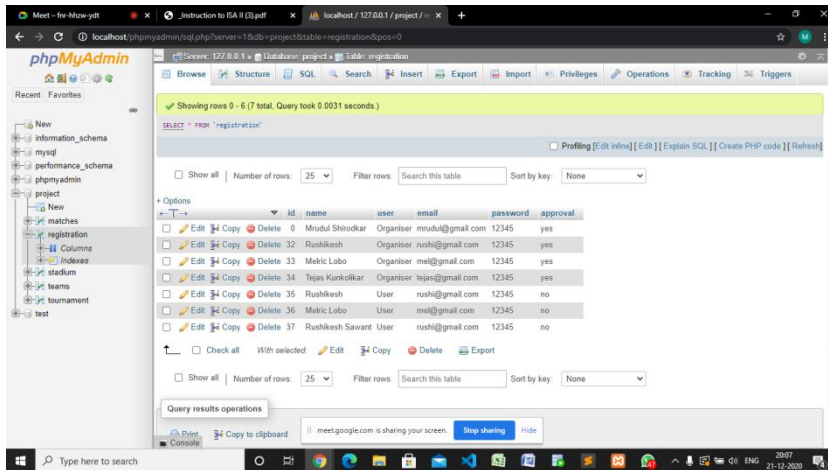 Meet – fnr-hhzw-ydt
_Instruction to ISA II (3).pdf
localhost / 127.0.0.1 / project /
localhost/phpmyadmin/sql.php?server=1&db=project&table=registration&pos=0
M
phpMyAdmin
Recent Favorites
New
information_schema
mysql
performance_schema
phpmyadmin
project
New
matches
registration
Columns
Indexes
stadium
teams
tournament
test
Server: 127.0.0.1 » Database: project » Table: registration
Browse Structure SQL Search Insert Export Import Privileges Operations Tracking Triggers
Showing rows 0 - 6 (7 total, Query took 0.0031 seconds.)
SELECT * FROM `registration`
Profiling [Edit inline] [ Edit ] [ Explain SQL ] [ Create PHP code ] [ Refresh]
Show all | Number of rows: 25 Filter rows: Search this table Sort by key: None
+ Options
←T→ id name user email password approval
Edit Copy Delete 0 Mrudul Shirodkar Organiser mrudul@gmail.com 12345 yes
Edit Copy Delete 32 Rushikesh Organiser rushi@gmail.com 12345 yes
Edit Copy Delete 33 Melric Lobo Organiser mel@gmail.com 12345 yes
Edit Copy Delete 34 Tejas Kunkolikar Organiser tejas@gmail.com 12345 yes
Edit Copy Delete 35 Rushikesh User rushi@gmail.com 12345 no
Edit Copy Delete 36 Melric Lobo User mel@gmail.com 12345 no
Edit Copy Delete 37 Rushikesh Sawant User rushi@gmail.com 12345 no
Check all With selected: Edit Copy Delete Export
Show all | Number of rows: 25 Filter rows: Search this table Sort by key: None
Query results operations
Print Copy to clipboard
Console
meet.google.com is sharing your screen. Stop sharing Hide
Type here to search
ENG
20:07
21-12-2020